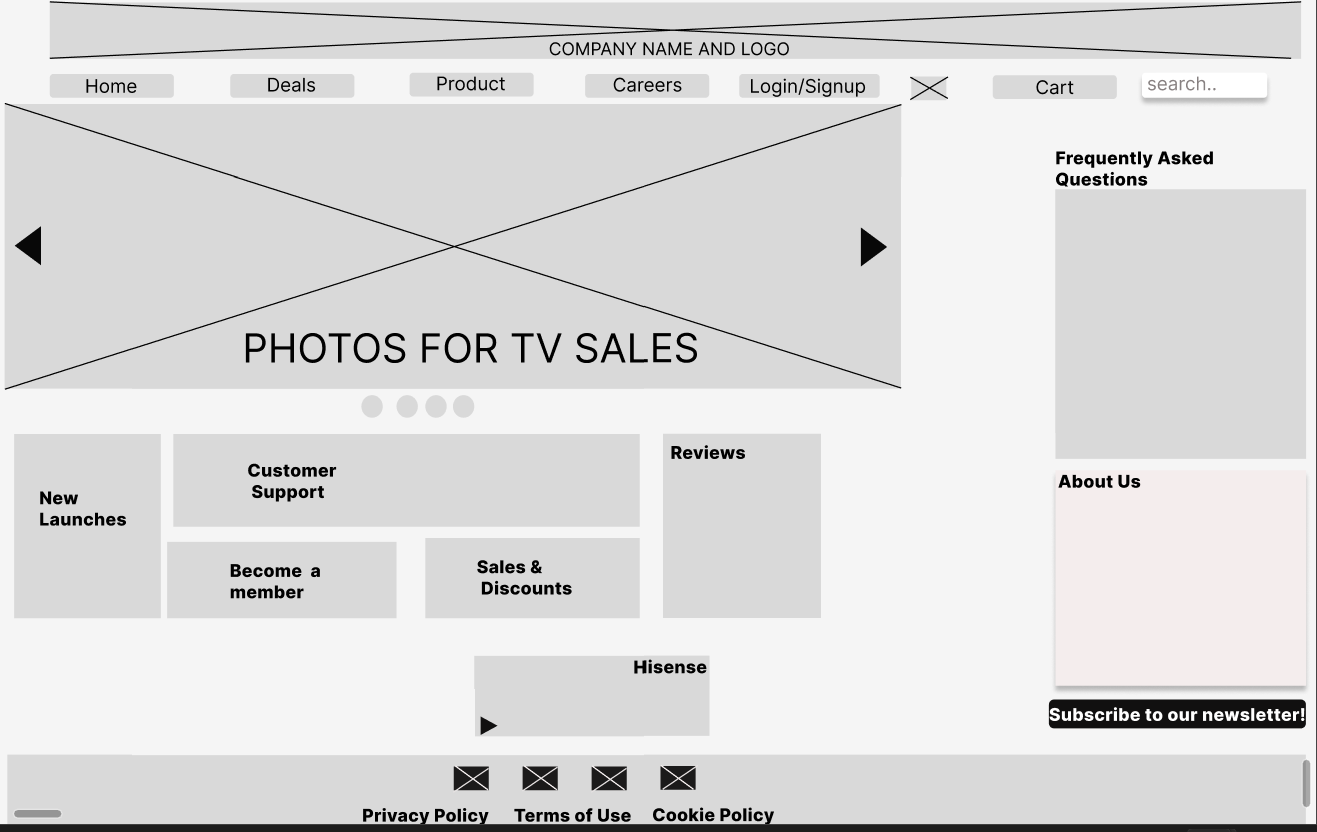 COMPANY NAME AND LOGO
Home
Deals
Product
Careers
Login/Signup
Cart
search..
Frequently Asked
Questions
PHOTOS FOR TV SALES
New
Launches
Customer
Support
Become a
member
Sales &
Discounts
Reviews
About Us
Hisense
Subscribe to our newsletter!
Privacy Policy
Terms of Use
Cookie Policy